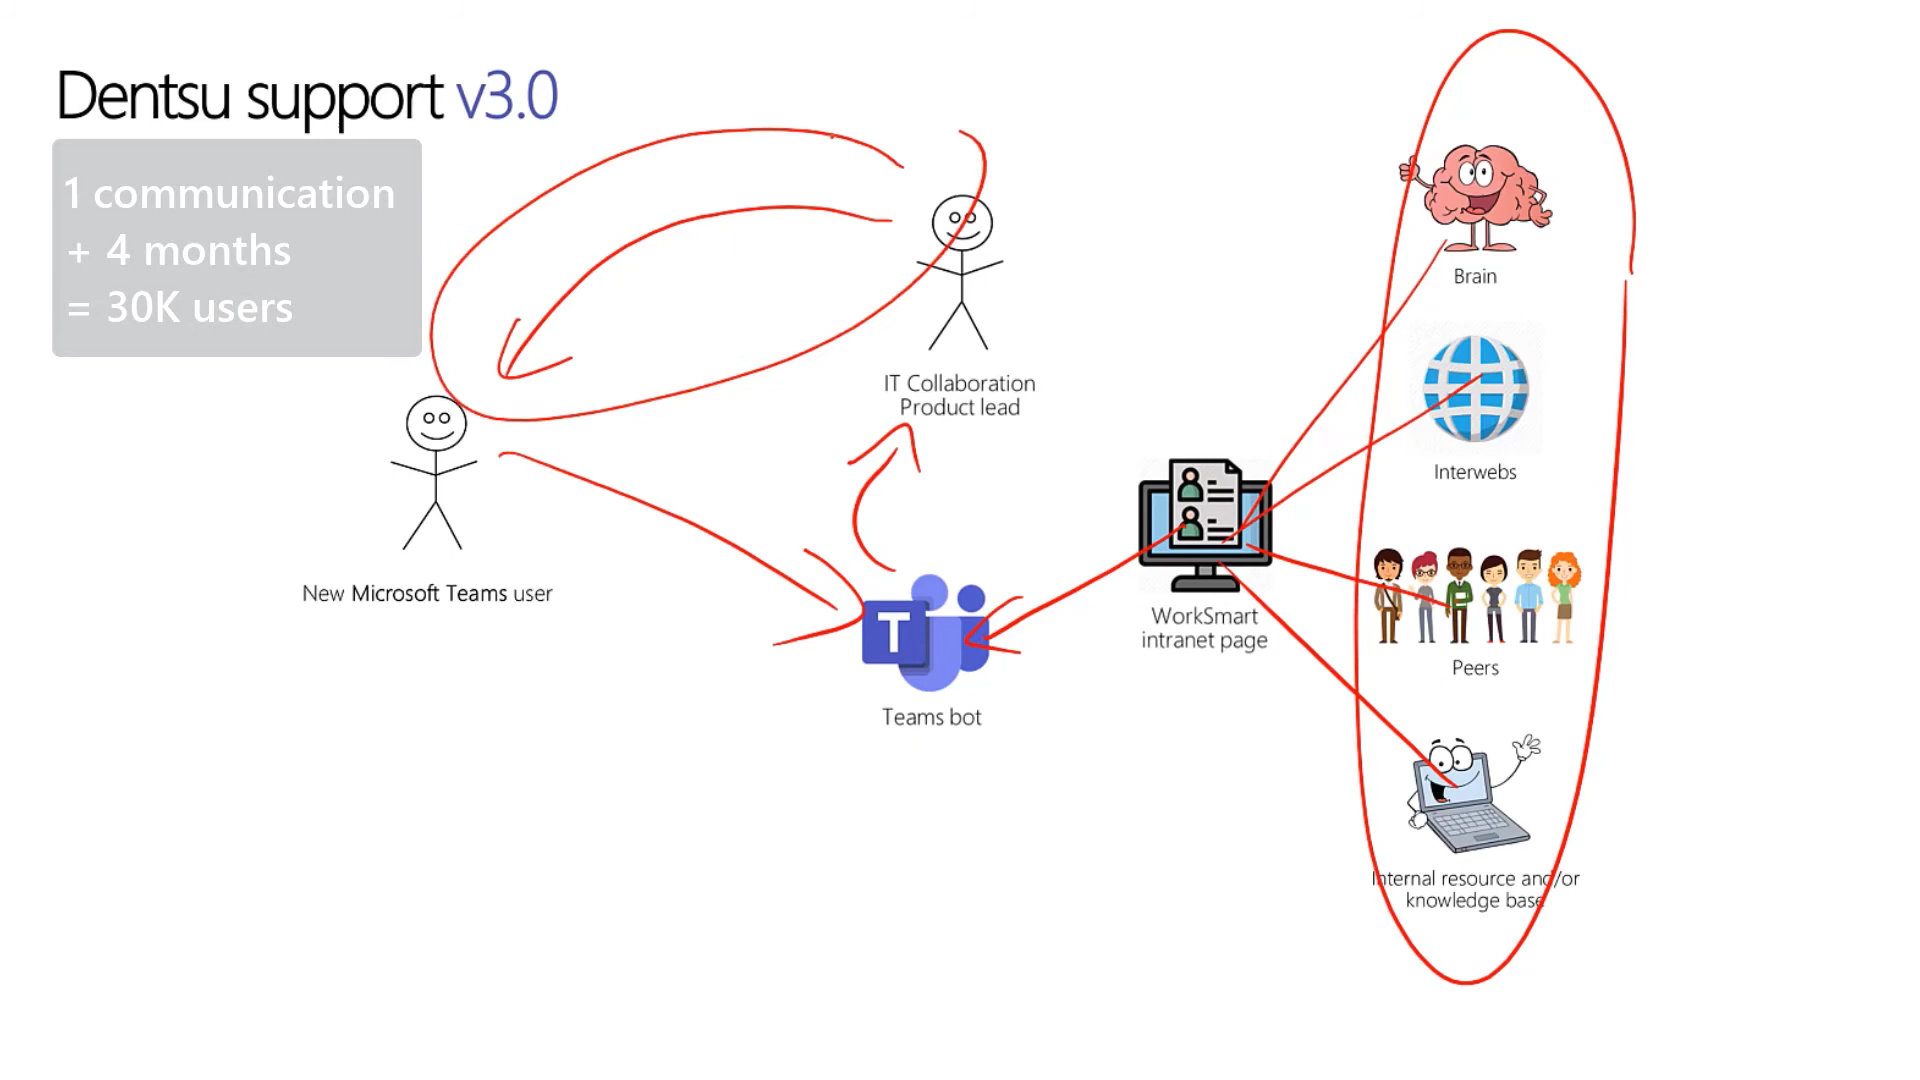 Dentsu support v3.0
1 communication
+ 4 months
= 30K users
New Microsoft Teams user
IT Collaboration
Product lead
T
Teams bot
WorkSmart
intranet page
Brain
Interwebs
Peers
Internal resource and/or
knowledge base